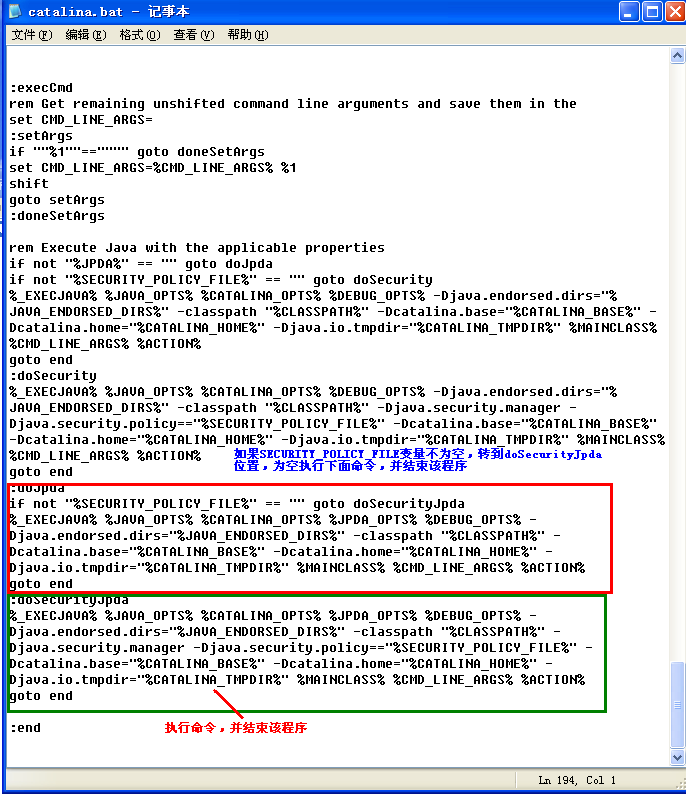 catalina.bat - 记事本
文件(F) 编辑(E) 格式(O) 查看(V) 帮助(H)
:execCmd
rem Get remaining unshifted command line arguments and save them in the
set CMD_LINE_ARGS=
:setArgs
if ""%1""=="""" goto doneSetArgs
set CMD_LINE_ARGS=%CMD_LINE_ARGS% %1
shift
goto setArgs
:doneSetArgs
rem Execute Java with the applicable properties
if not "%JPDA%" == "" goto doJpda
if not "%SECURITY_POLICY_FILE%" == "" goto doSecurity
%_EXECJAVA% %JAVA_OPTS% %CATALINA_OPTS% %DEBUG_OPTS% -Djava.endorsed.dirs="%
JAVA_ENDORSED_DIRS%" -classpath "%CLASSPATH%" -Dcatalina.base="%CATALINA_BASE%" -
Dcatalina.home="%CATALINA_HOME%" -Djava.io.tmpdir="%CATALINA_TMPDIR%" %MAINCLASS%
%CMD_LINE_ARGS% %ACTION%
goto end
:doSecurity
%_EXECJAVA% %JAVA_OPTS% %CATALINA_OPTS% %DEBUG_OPTS% -Djava.endorsed.dirs="%
JAVA_ENDORSED_DIRS%" -classpath "%CLASSPATH%" -Djava.security.manager -
Djava.security.policy=="%SECURITY_POLICY_FILE%" -Dcatalina.base="%CATALINA_BASE%"
-Dcatalina.home="%CATALINA_HOME%" -Djava.io.tmpdir="%CATALINA_TMPDIR%" %MAINCLASS%
%CMD_LINE_ARGS% %ACTION%
如果SECURITY_POLICY_FILE变量不为空，转到doSecurityJpda
位置，为空执行下面命令，并结束该程序
goto end
:doJpda
if not "%SECURITY_POLICY_FILE%" == "" goto doSecurityJpda
%_EXECJAVA% %JAVA_OPTS% %CATALINA_OPTS% %JPDA_OPTS% %DEBUG_OPTS% -
Djava.endorsed.dirs="%JAVA_ENDORSED_DIRS%" -classpath "%CLASSPATH%" -
Dcatalina.base="%CATALINA_BASE%" -Dcatalina.home="%CATALINA_HOME%" -
Djava.io.tmpdir="%CATALINA_TMPDIR%" %MAINCLASS% %CMD_LINE_ARGS% %ACTION%
goto end
:doSecurityJpda
%_EXECJAVA% %JAVA_OPTS% %CATALINA_OPTS% %JPDA_OPTS% %DEBUG_OPTS% -
Djava.endorsed.dirs="%JAVA_ENDORSED_DIRS%" -classpath "%CLASSPATH%" -
Djava.security.manager -Djava.security.policy=="%SECURITY_POLICY_FILE%" -
Dcatalina.base="%CATALINA_BASE%" -Dcatalina.home="%CATALINA_HOME%" -
Djava.io.tmpdir="%CATALINA_TMPDIR%" %MAINCLASS% %CMD_LINE_ARGS% %ACTION%
goto end
:end
执行命令，并结束该程序
Ln 194, Col 1